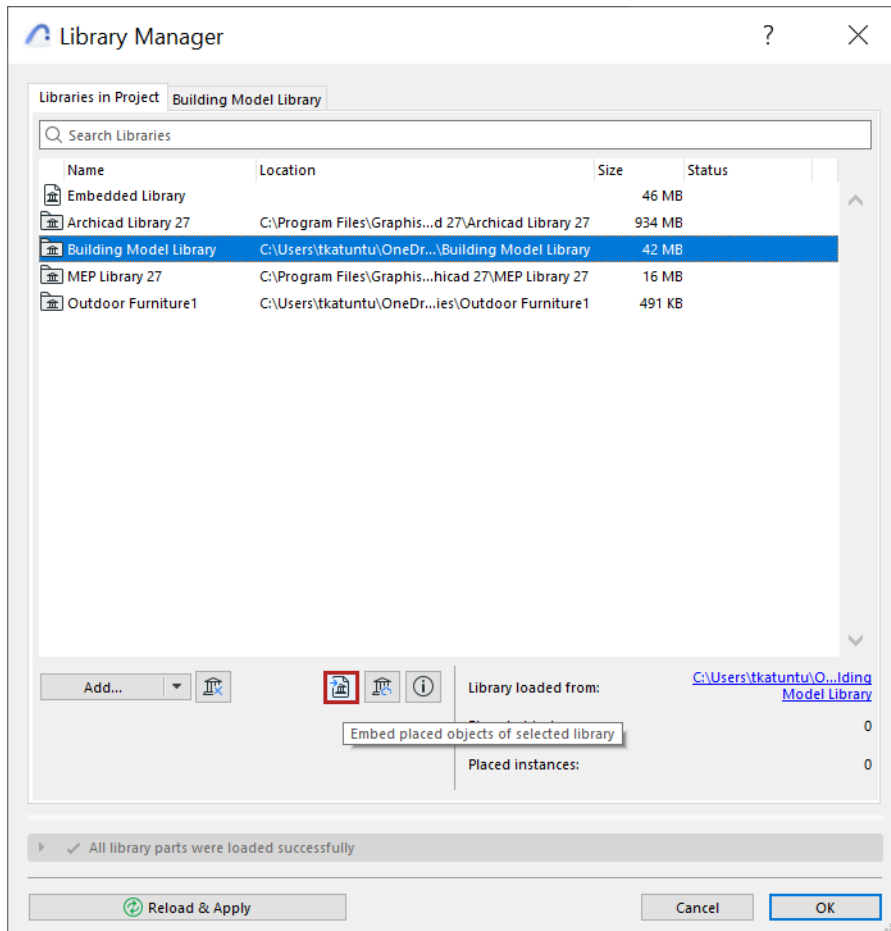 Library Manager
Libraries in Project
Building Model Library
Search Libraries
Name Location Size Status
Embedded Library 46 MB
Archicad Library 27 C:\Program Files\Graphis...d 27\Archicad Library 27 934 MB
Building Model Library C:\Users\tkatuntu\OneDr...\Building Model Library 42 MB
MEP Library 27 C:\Program Files\Graphis...hicad 27\MEP Library 27 16 MB
Outdoor Furniture1 C:\Users\tkatuntu\OneDr...ies\Outdoor Furniture1 491 KB
Add...
Library loaded from: C:\Users\tkatuntu\O...lding
Model Library
Embed placed objects of selected library
0
Placed instances: 0
All library parts were loaded successfully
Reload & Apply
Cancel
OK